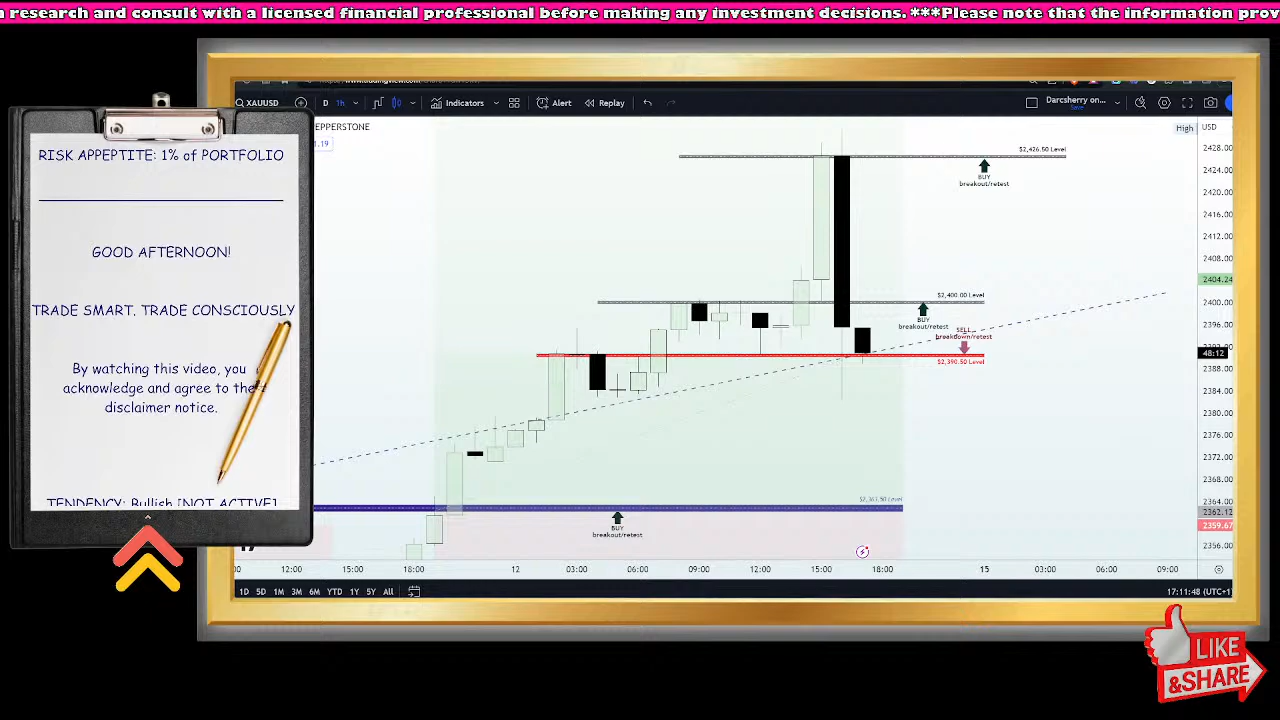 research and consult with a licensed financial professional before making any investment decisions. ***Please note that the information prov
XAUUSD
D 1h Indicators Alert Replay
Darcsherry on...
Save
RISK APPEPTITE: 1% of PORTFOLIO
GOOD AFTERNOON!
TRADE SMART, TRADE CONSCIOUSLY
By watching this video, you
acknowledge and agree to the
disclaimer notice.
TENDENCY: Bullish [NOT ACTIVE]
EPPERSTONE
High
USD
$2,426.50 Level
BUY
breakout/retest
$2,400.00 Level
BUY
breakout/retest
SELL
breakdown/retest
$2,390.50 Level
BUY
breakout/retest
2428.00
2424.00
2420.00
2416.00
2412.00
2408.00
2404.24
2400.00
2396.00
48:12
2388.00
2384.00
2380.00
2376.00
2372.00
2368.00
2364.00
2362.12
2359.67
2356.00
12:00 15:00 18:00 12 03:00 06:00 09:00 12:00 15:00 18:00 15 03:00 06:00 09:00
1D 5D 1M 3M 6M YTD 1Y 5Y All
17:11:48 (UTC+1
LIKE
&SHARE